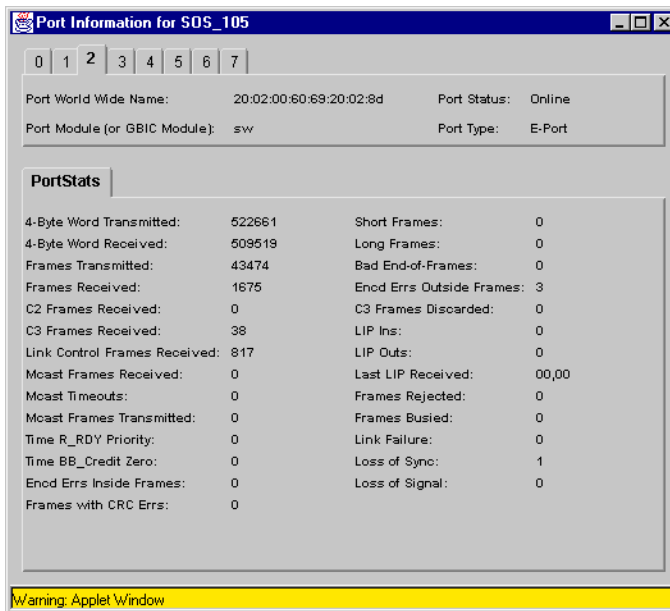 Port Information for SOS_105
0 1 2 3 4 5 6 7
Port World Wide Name: 20:02:00:60:69:20:02:8d Port Status: Online
Port Module (or GBIC Module): sw Port Type: E-Port
PortStats
4-Byte Word Transmitted: 522661 Short Frames: 0
4-Byte Word Received: 509519 Long Frames: 0
Frames Transmitted: 43474 Bad End-of-Frames: 0
Frames Received: 1675 Encd Errs Outside Frames: 3
C2 Frames Received: 0 C3 Frames Discarded: 0
C3 Frames Received: 38 LIP Ins: 0
Link Control Frames Received: 817 LIP Outs: 0
Mcast Frames Received: 0 Last LIP Received: 00,00
Mcast Timeouts: 0 Frames Rejected: 0
Mcast Frames Transmitted: 0 Frames Busied: 0
Time R_RDY Priority: 0 Link Failure: 0
Time BB_Credit Zero: 0 Loss of Sync: 1
Encd Errs Inside Frames: 0 Loss of Signal: 0
Frames with CRC Errs: 0
Warning: Applet Window